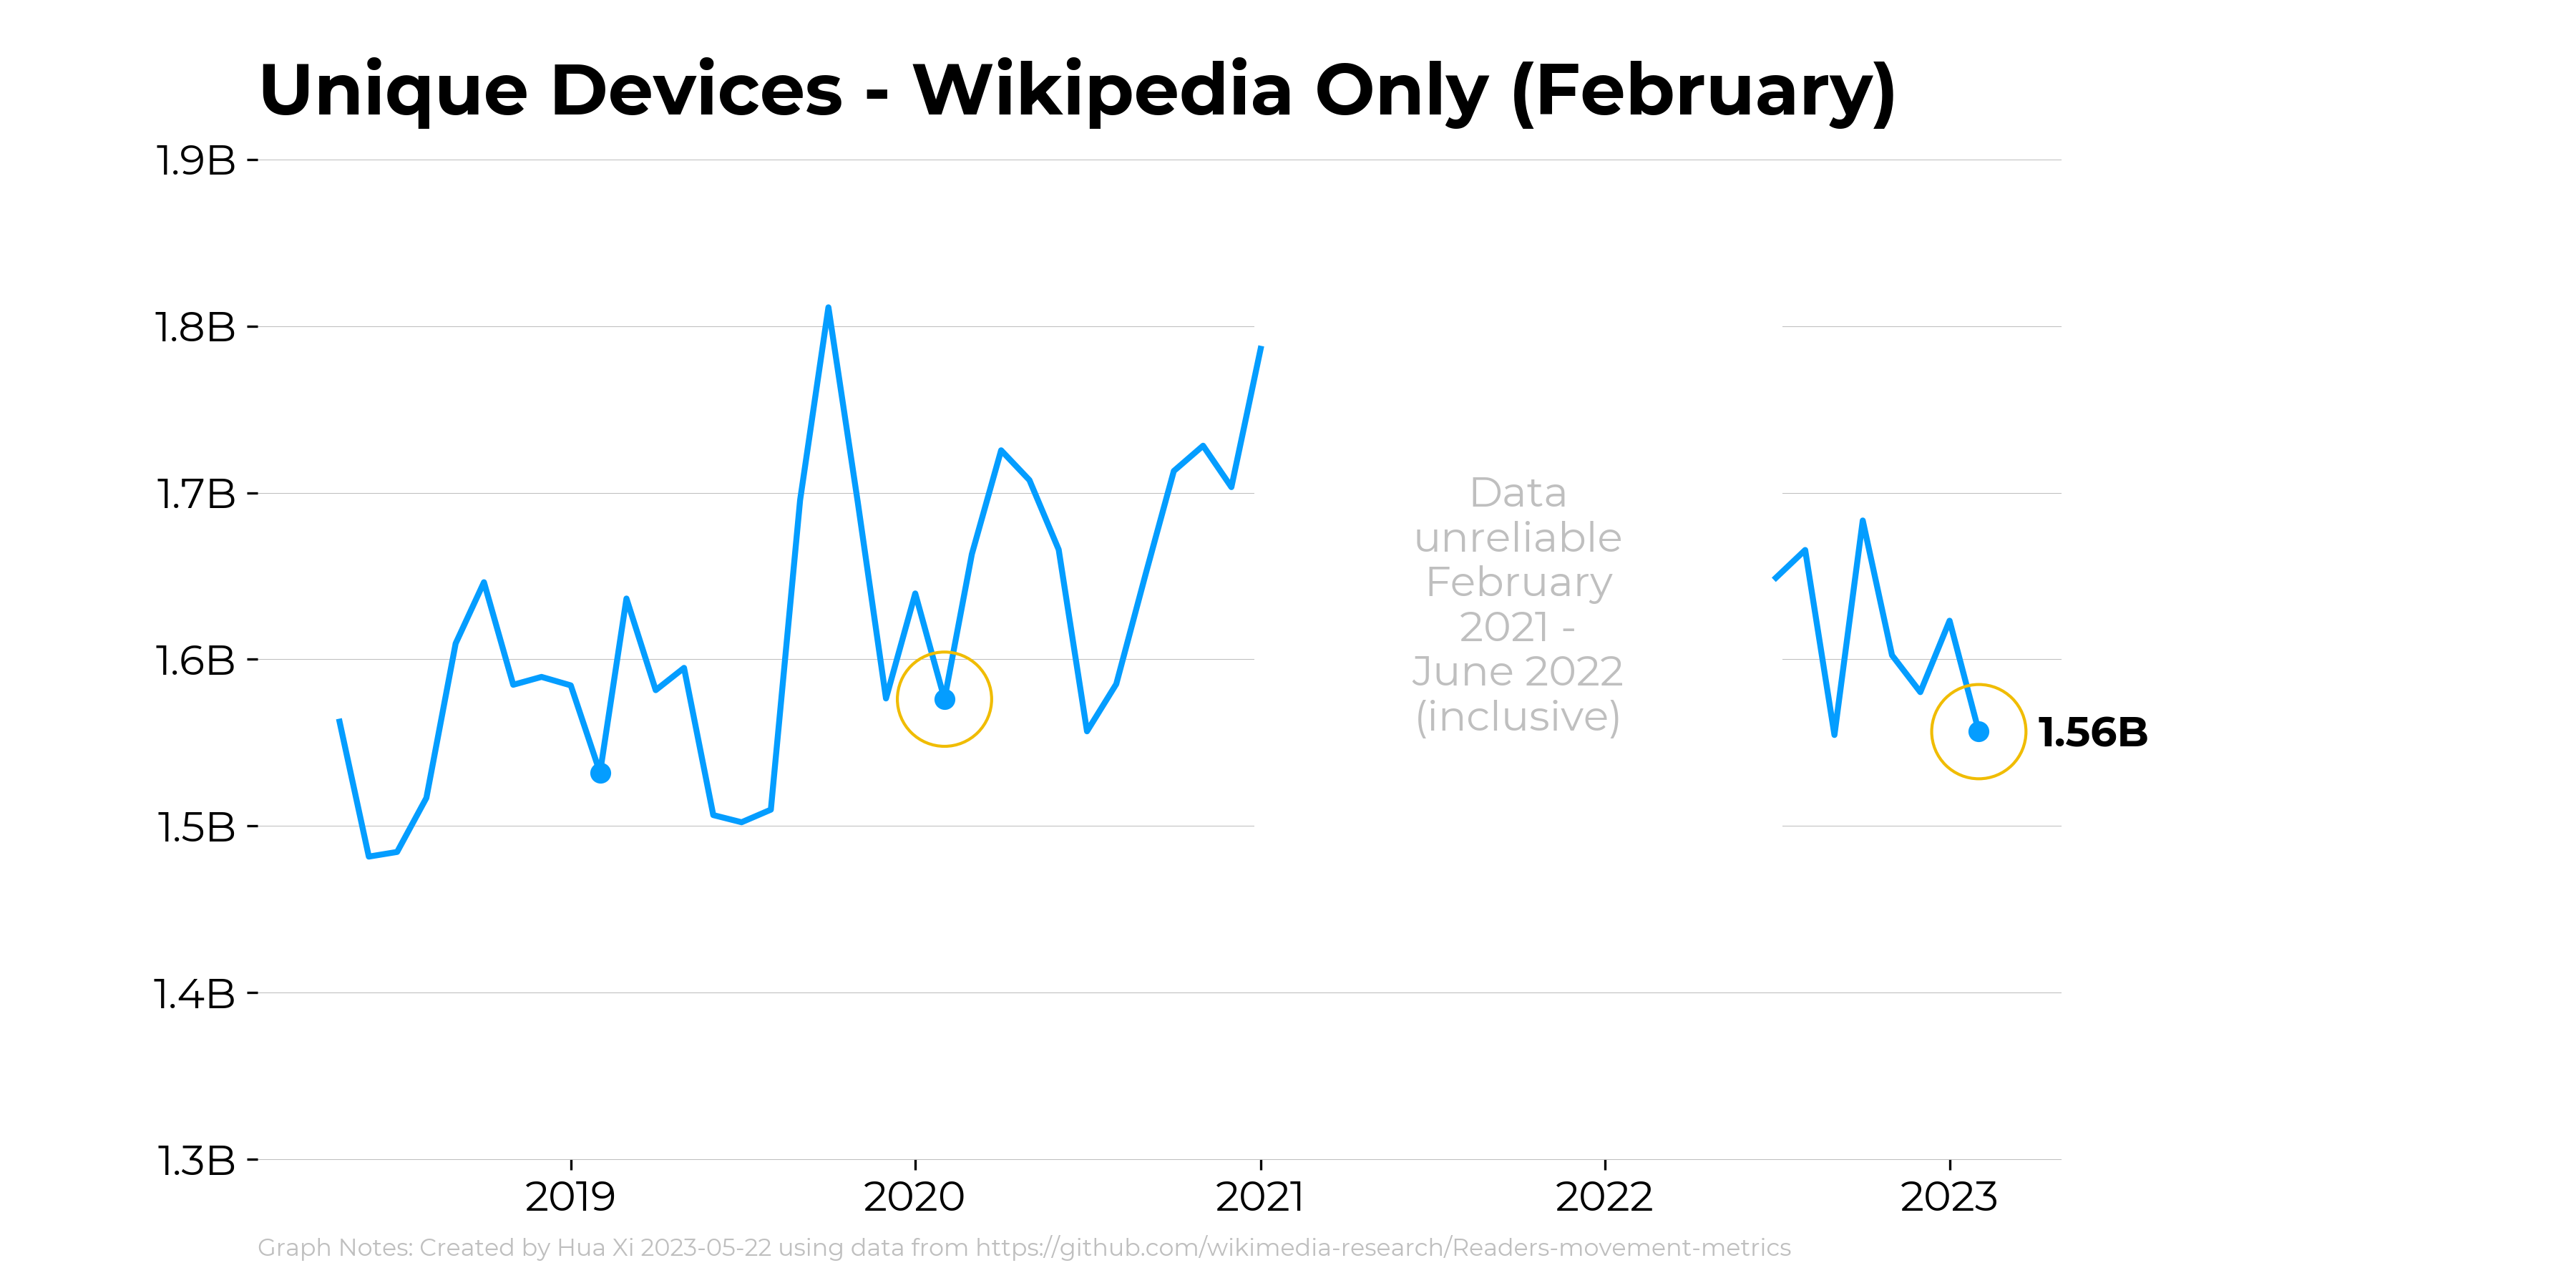 Unique Devices - Wikipedia Only (February)
1.9B
1.8B
1.7B
1.6B
1.5B
1.4B
1.3B
Data
unreliable
February
2021 -
June 2022
(inclusive)
1.56B
2019
2020
2021
2022
2023
Graph Notes: Created by Hua Xi 2023-05-22 using data from https://github.com/wikimedia-research/Readers-movement-metrics